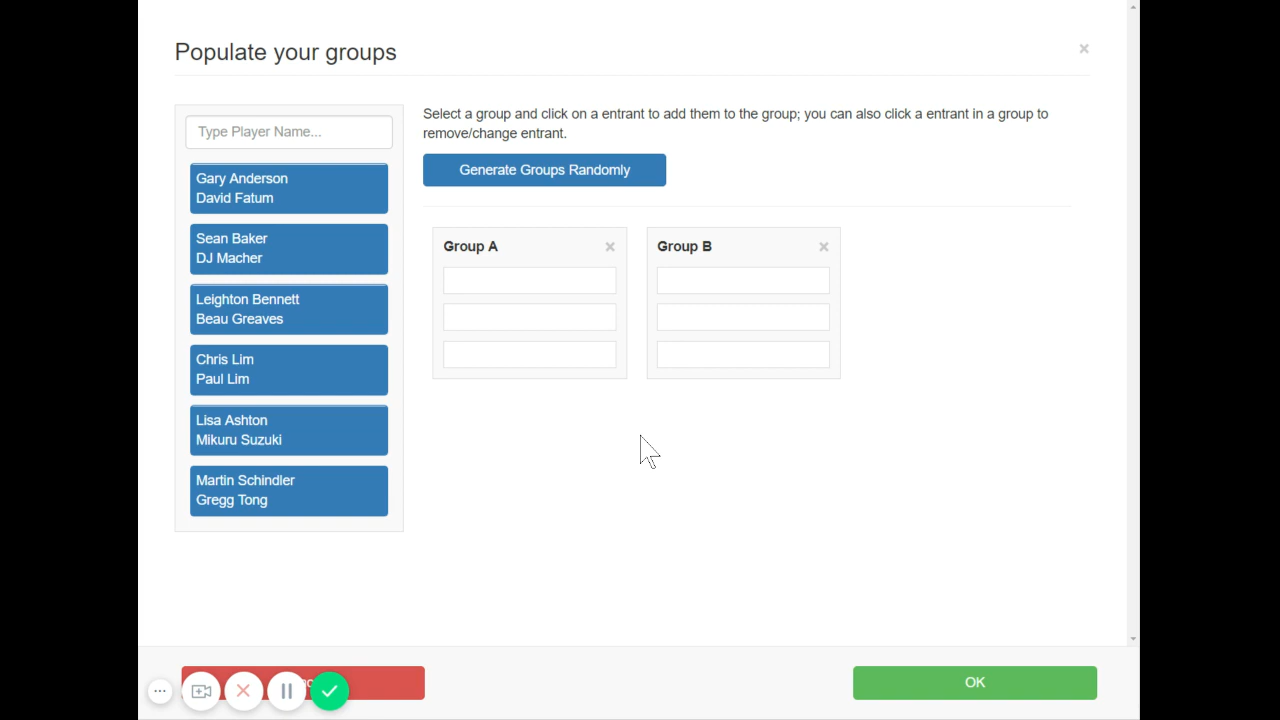 Populate your groups
×
Type Player Name...
Gary Anderson
David Fatum
Sean Baker
DJ Macher
Leighton Bennett
Beau Greaves
Chris Lim
Paul Lim
Lisa Ashton
Mikuru Suzuki
Martin Schindler
Gregg Tong
Select a group and click on a entrant to add them to the group; you can also click a entrant in a group to
remove/change entrant.
Generate Groups Randomly
Group A ×
Group B ×
OK